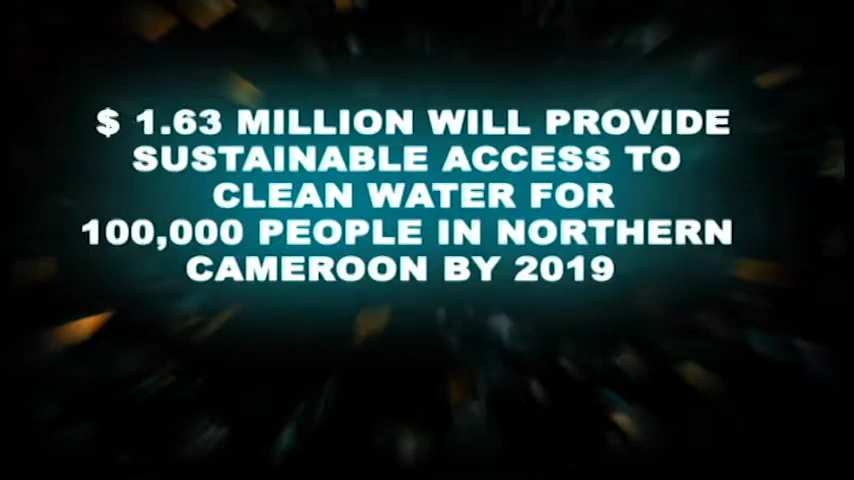 $ 1.63 MILLION WILL PROVIDE
SUSTAINABLE ACCESS TO
CLEAN WATER FOR
100,000 PEOPLE IN NORTHERN
CAMEROON BY 2019